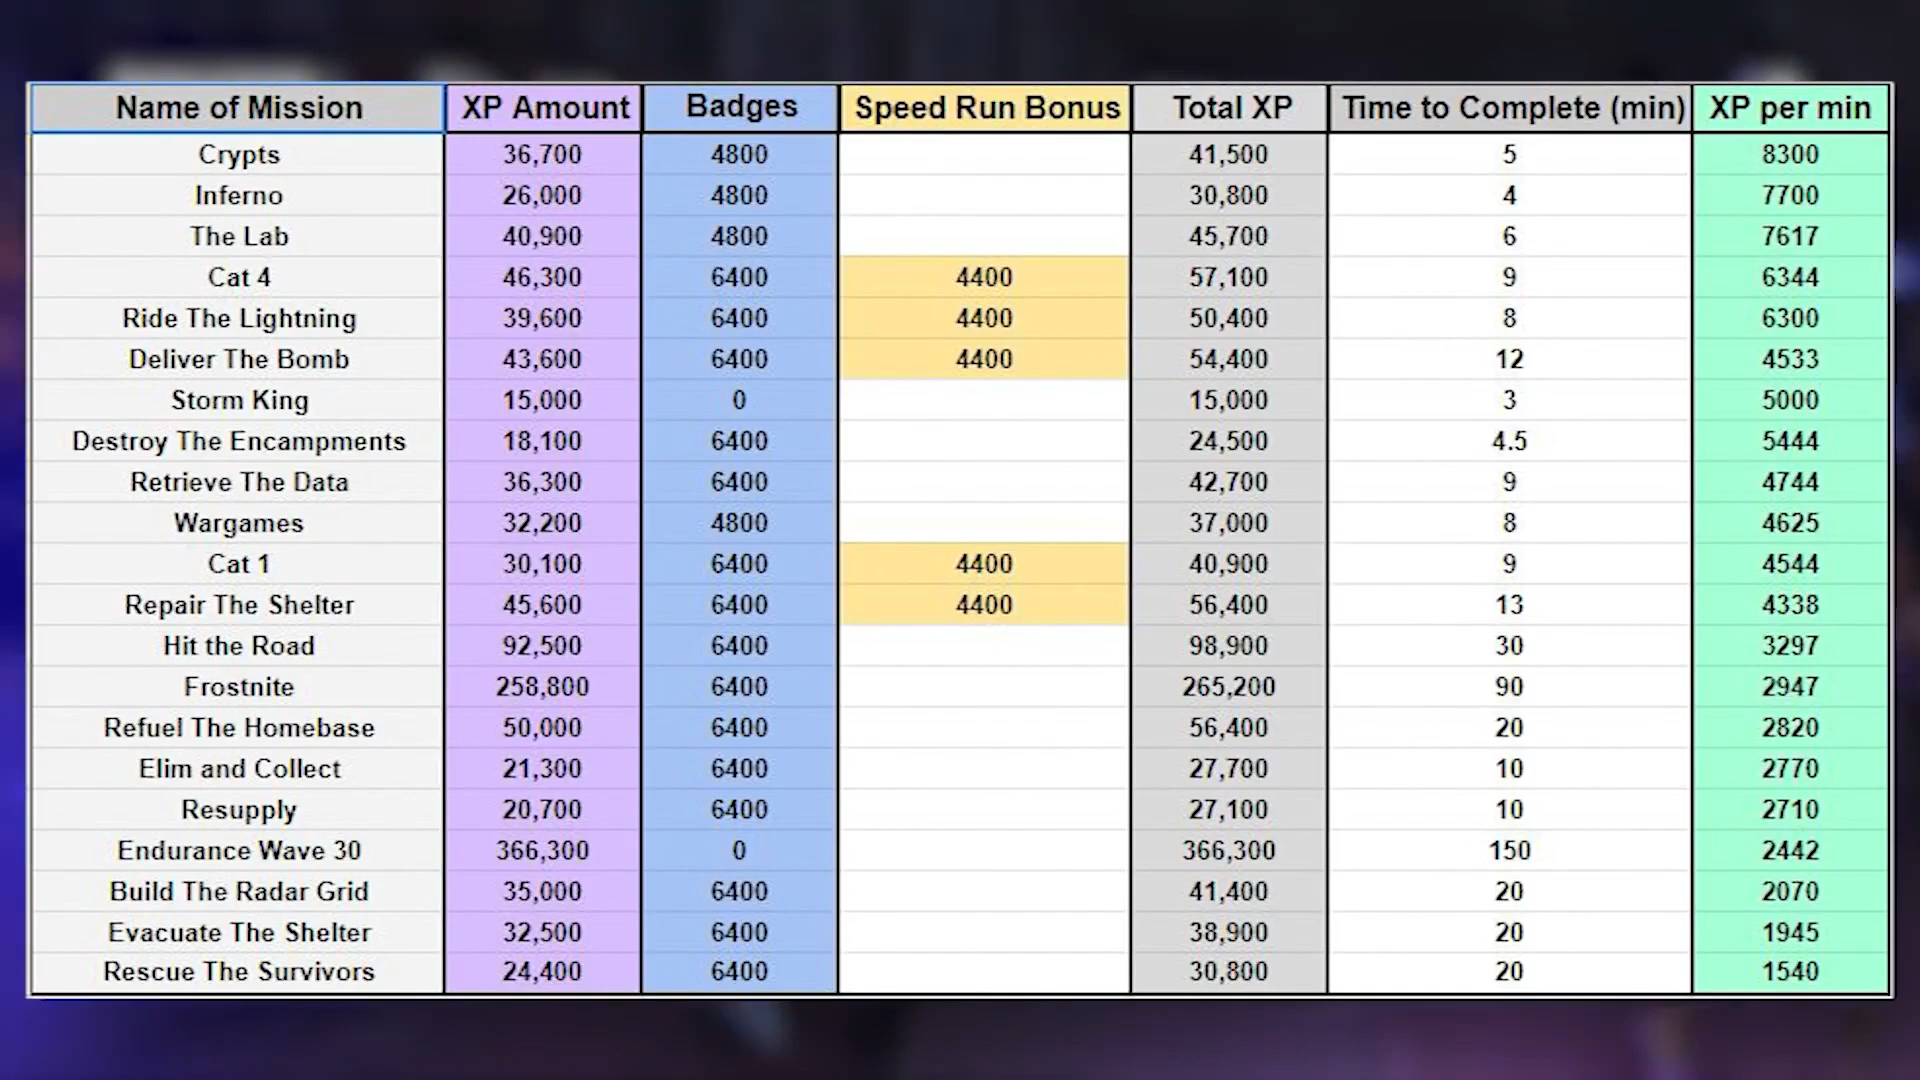 Name of Mission XP Amount Badges Speed Run Bonus Total XP Time to Complete (min) XP per min
Crypts 36,700 4800 41,500 5 8300
Inferno 26,000 4800 30,800 4 7700
The Lab 40,900 4800 45,700 6 7617
Cat 4 46,300 6400 4400 57,100 9 6344
Ride The Lightning 39,600 6400 4400 50,400 8 6300
Deliver The Bomb 43,600 6400 4400 54,400 12 4533
Storm King 15,000 0 15,000 3 5000
Destroy The Encampments 18,100 6400 24,500 4.5 5444
Retrieve The Data 36,300 6400 42,700 9 4744
Wargames 32,200 4800 37,000 8 4625
Cat 1 30,100 6400 4400 40,900 9 4544
Repair The Shelter 45,600 6400 4400 56,400 13 4338
Hit the Road 92,500 6400 98,900 30 3297
Frostnite 258,800 6400 265,200 90 2947
Refuel The Homebase 50,000 6400 56,400 20 2820
Elim and Collect 21,300 6400 27,700 10 2770
Resupply 20,700 6400 27,100 10 2710
Endurance Wave 30 366,300 0 366,300 150 2442
Build The Radar Grid 35,000 6400 41,400 20 2070
Evacuate The Shelter 32,500 6400 38,900 20 1945
Rescue The Survivors 24,400 6400 30,800 20 1540